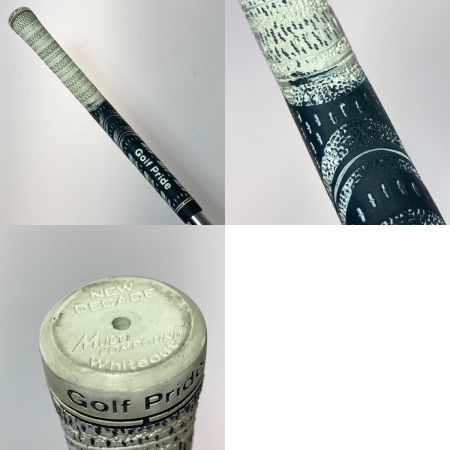 Golf Pride
NEW
DECADE
MULTI
COMPOUND
Whiteout
Golf Pride